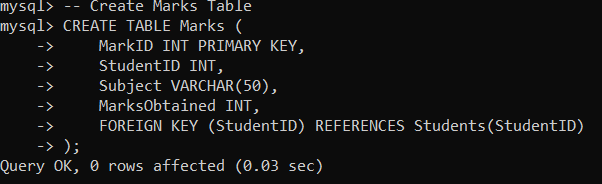 mysql> -- Create Marks Table
mysql> CREATE TABLE Marks (
    ->     MarkID INT PRIMARY KEY,
    ->     StudentID INT,
    ->     Subject VARCHAR(50),
    ->     MarksObtained INT,
    ->     FOREIGN KEY (StudentID) REFERENCES Students(StudentID)
    -> );
Query OK, 0 rows affected (0.03 sec)